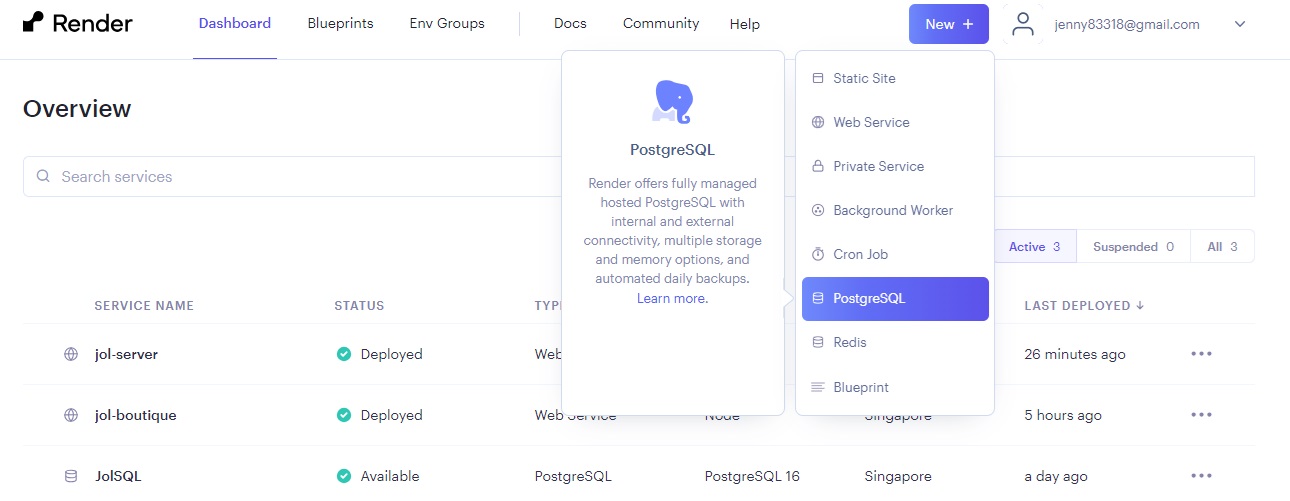 Render Dashboard Blueprints Env Groups Docs Community Help New + jenny83318@gmail.com
Overview
Search services
PostgreSQL
Render offers fully managed
hosted PostgreSQL with
internal and external
connectivity, multiple storage
and memory options, and
automated daily backups.
Learn more.
Static Site
Web Service
Private Service
Background Worker
Cron Job
PostgreSQL
Redis
Blueprint
Active 3 Suspended 0 All 3
SERVICE NAME STATUS TYP LAST DEPLOYED ↓
jol-server Deployed Web 26 minutes ago
jol-boutique Deployed Web Service Node Singapore 5 hours ago
JolSQL Available PostgreSQL PostgreSQL 16 Singapore a day ago